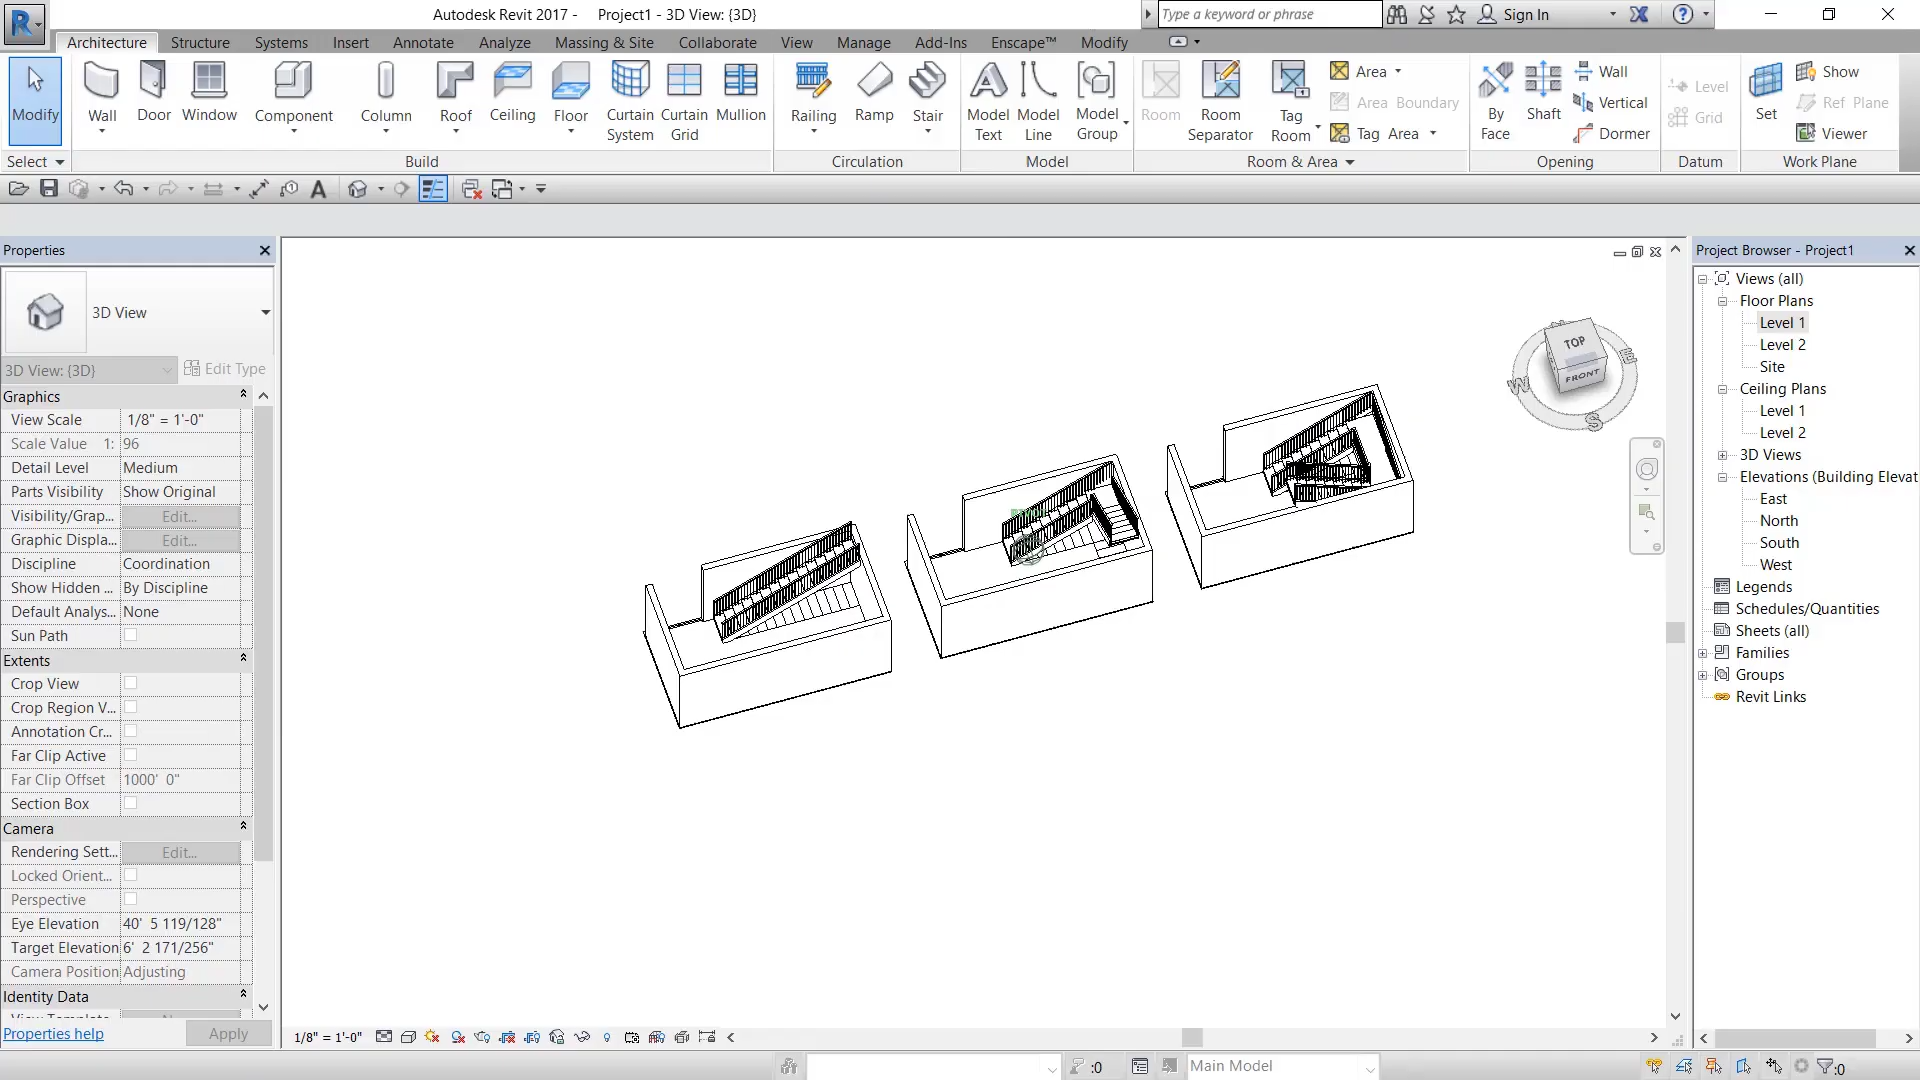 Autodesk Revit 2017 - Project1 - 3D View: {3D}
Type a keyword or phrase
Sign In
Architecture Structure Systems Insert Annotate Analyze Massing & Site Collaborate View Manage Add-Ins Enscape™ Modify
Modify
Wall
Door
Window
Component
Column
Roof
Ceiling
Floor
Curtain System
Curtain Grid
Mullion
Railing
Ramp
Stair
Model Text
Model Line
Model Group
Room
Room Separator
Tag Room
Area
Area Boundary
Tag Area
By Face
Shaft
Wall
Vertical
Dormer
Level
Grid
Set
Show
Ref Plane
Viewer
Select
Build
Circulation
Model
Room & Area
Opening
Datum
Work Plane
Properties
3D View
3D View: {3D}
Edit Type
Graphics
View Scale 1/8" = 1'-0"
Scale Value 1: 96
Detail Level Medium
Parts Visibility Show Original
Visibility/Grap... Edit...
Graphic Displa... Edit...
Discipline Coordination
Show Hidden ... By Discipline
Default Analys... None
Sun Path
Extents
Crop View
Crop Region V...
Annotation Cr...
Far Clip Active
Far Clip Offset 1000' 0"
Section Box
Camera
Rendering Sett... Edit...
Locked Orient...
Perspective
Eye Elevation 40' 5 119/128"
Target Elevation 6' 2 171/256"
Camera Position Adjusting
Identity Data
Properties help
Apply
TOP
FRONT
W
E
S
Project Browser - Project1
Views (all)
Floor Plans
Level 1
Level 2
Site
Ceiling Plans
Level 1
Level 2
3D Views
Elevations (Building Elevat
East
North
South
West
Legends
Schedules/Quantities
Sheets (all)
Families
Groups
Revit Links
1/8" = 1'-0"
:0
Main Model
:0